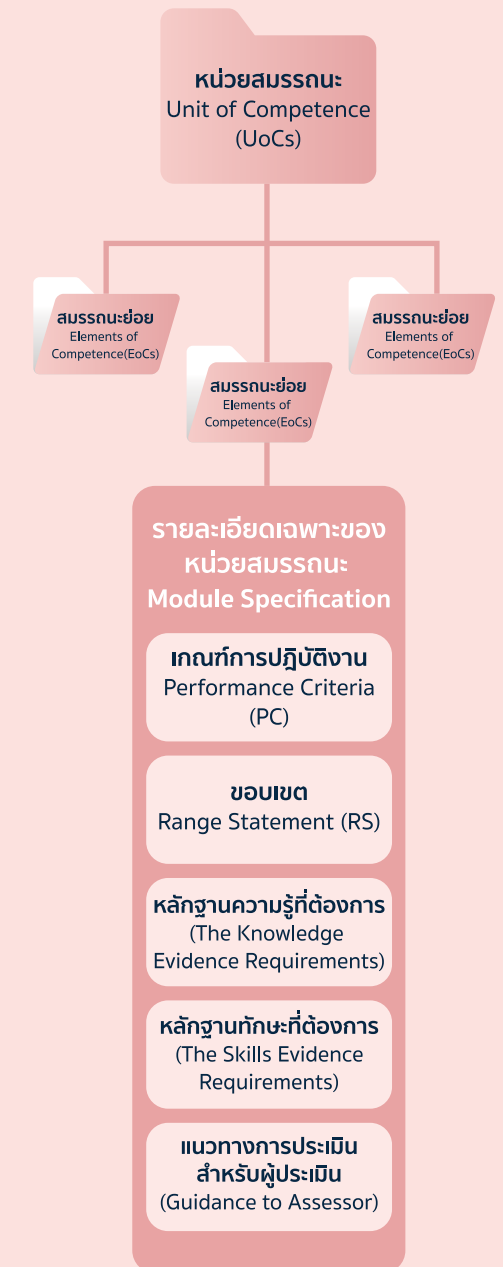 หน่วยสมรรถนะ
Unit of Competence
(UoCs)
สมรรถนะย่อย
Elements of
Competence(EoCs)
สมรรถนะย่อย
Elements of
Competence(EoCs)
สมรรถนะย่อย
Elements of
Competence(EoCs)
รายละเอียดเฉพาะของ
หน่วยสมรรถนะ
Module Specification
เกณฑ์การปฎิบัติงาน
Performance Criteria
(PC)
ขอบเขต
Range Statement (RS)
หลักฐานความรู้ที่ต้องการ
(The Knowledge
Evidence Requirements)
หลักฐานทักษะที่ต้องการ
(The Skills Evidence
Requirements)
แนวทางการประเมิน
สำหรับผู้ประเมิน
(Guidance to Assessor)